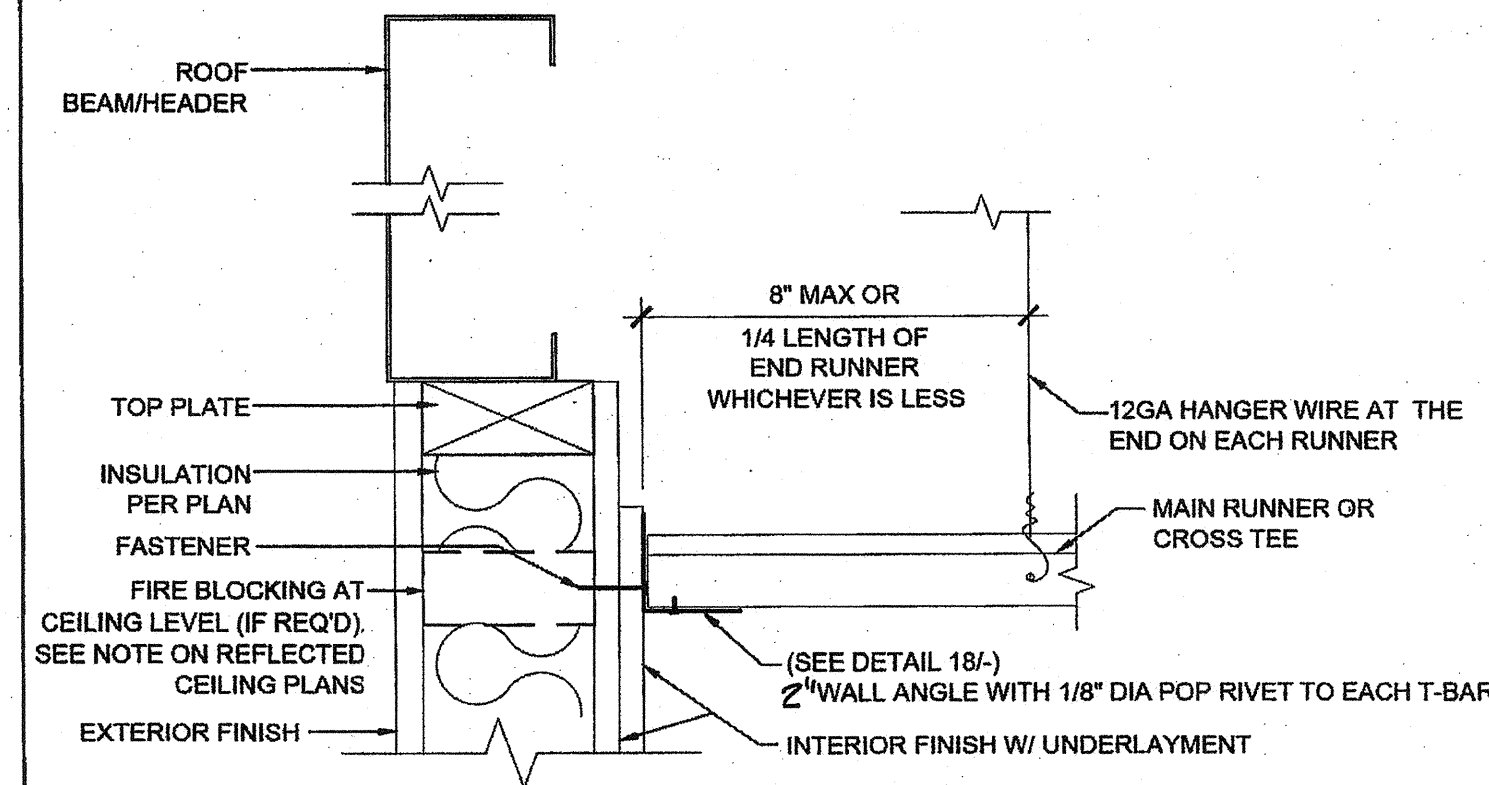 ROOF
BEAM/HEADER
8" MAX OR
1/4 LENGTH OF
END RUNNER
WHICHEVER IS LESS
TOP PLATE
12GA HANGER WIRE AT THE
END ON EACH RUNNER
INSULATION
PER PLAN
MAIN RUNNER OR
CROSS TEE
FASTENER
FIRE BLOCKING AT
CEILING LEVEL (IF REQ'D).
SEE NOTE ON REFLECTED
CEILING PLANS
(SEE DETAIL 18/-)
2" WALL ANGLE WITH 1/8" DIA POP RIVET TO EACH T-BAR
EXTERIOR FINISH
INTERIOR FINISH W/ UNDERLAYMENT